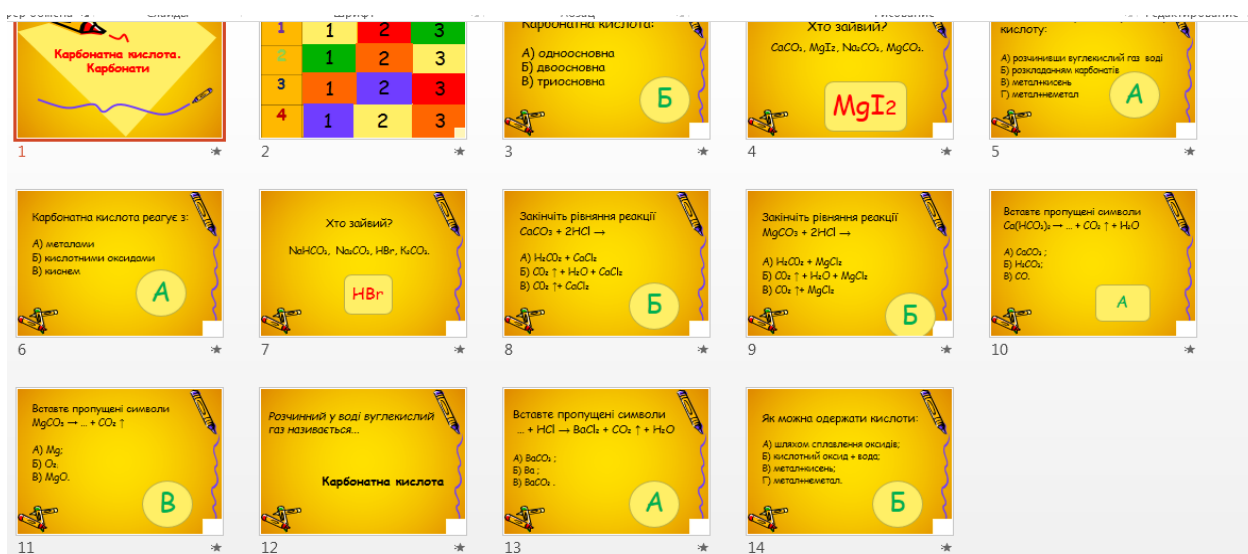 Шрифт
Абзац
Рисование
Редактирование
Карбонатна кислота.
Карбонати
1
1 1 2 3
2 1 2 3
3 1 2 3
4 1 2 3
2
Карбонатна кислота:
А) одноосновна
Б) двоосновна
В) триосновна
Б
3
Хто зайвий?
CaCO₃, MgI₂, Na₂CO₃, MgCO₃.
MgI₂
4
кислоту:
А) розчинивши вуглекислий газ воді
Б) розкладанням карбонатів
В) метал+кисень
Г) метал+неметал
А
5
Карбонатна кислота реагує з:
А) металами
Б) кислотними оксидами
В) киснем
А
6
Хто зайвий?
NaHCO₃, Na₂CO₃, HBr, K₂CO₃.
HBr
7
Закінчіть рівняння реакції
CaCO₃ + 2HCl →
А) H₂CO₂ + CaCl₂
Б) CO₂ ↑ + H₂O + CaCl₂
В) CO₂ ↑+ CaCl₂
Б
8
Закінчіть рівняння реакції
MgCO₃ + 2HCl →
А) H₂CO₂ + MgCl₂
Б) CO₂ ↑ + H₂O + MgCl₂
В) CO₂ ↑+ MgCl₂
Б
9
Вставте пропущені символи
Ca(HCO₃)₂ → ... + CO₂ ↑ + H₂O
А) CaCO₃ ;
Б) H₂CO₃;
В) CO.
А
10
Вставте пропущені символи
MgCO₃ → ... + CO₂ ↑
А) Mg;
Б) O₂;
В) MgO.
В
11
Розчинний у воді вуглекислий
газ називається...
Карбонатна кислота
12
Вставте пропущені символи
... + HCl → BaCl₂ + CO₂ ↑ + H₂O
А) BaCO₃ ;
Б) Ba ;
В) BaCO₂ .
А
13
Як можна одержати кислоти:
А) шляхом сплавлення оксидів;
Б) кислотний оксид + вода;
В) метал+кисень;
Г) метал+неметал.
Б
14